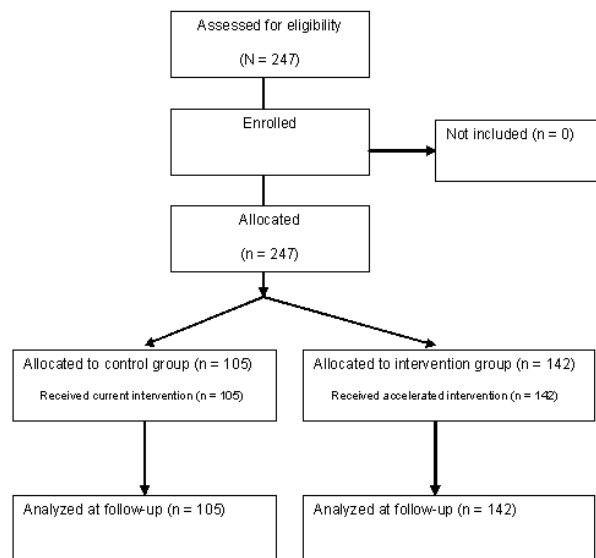 Assessed for eligibility
(N = 247)
Enrolled
Not included (n = 0)
Allocated
(n = 247)
Allocated to control group (n = 105)
Received current intervention (n = 105)
Allocated to intervention group (n = 142)
Received accelerated intervention (n = 142)
Analyzed at follow-up (n = 105)
Analyzed at follow-up (n = 142)